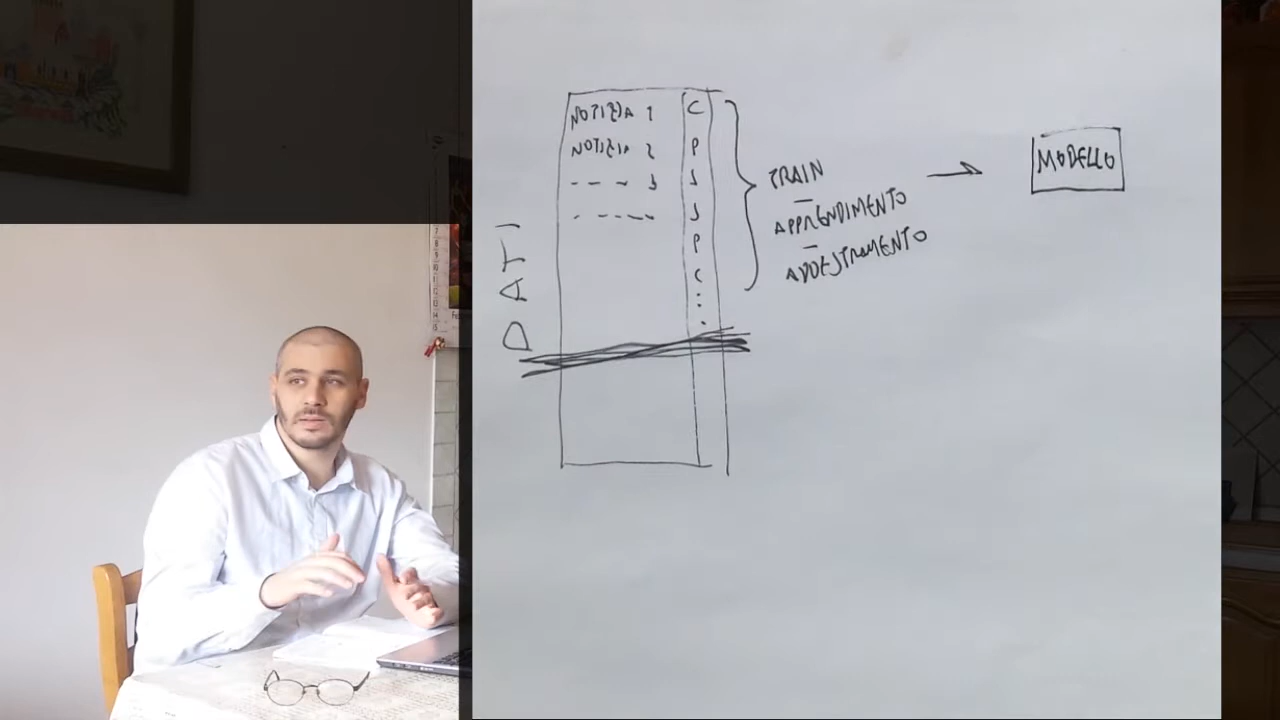 DATI
NOTIZIA 1 C
NOTIZIA 2 P
- - - - S S
- - - - - S
P
C
TRAIN
APPRENDIMENTO
ADDESTRAMENTO
MODELLO